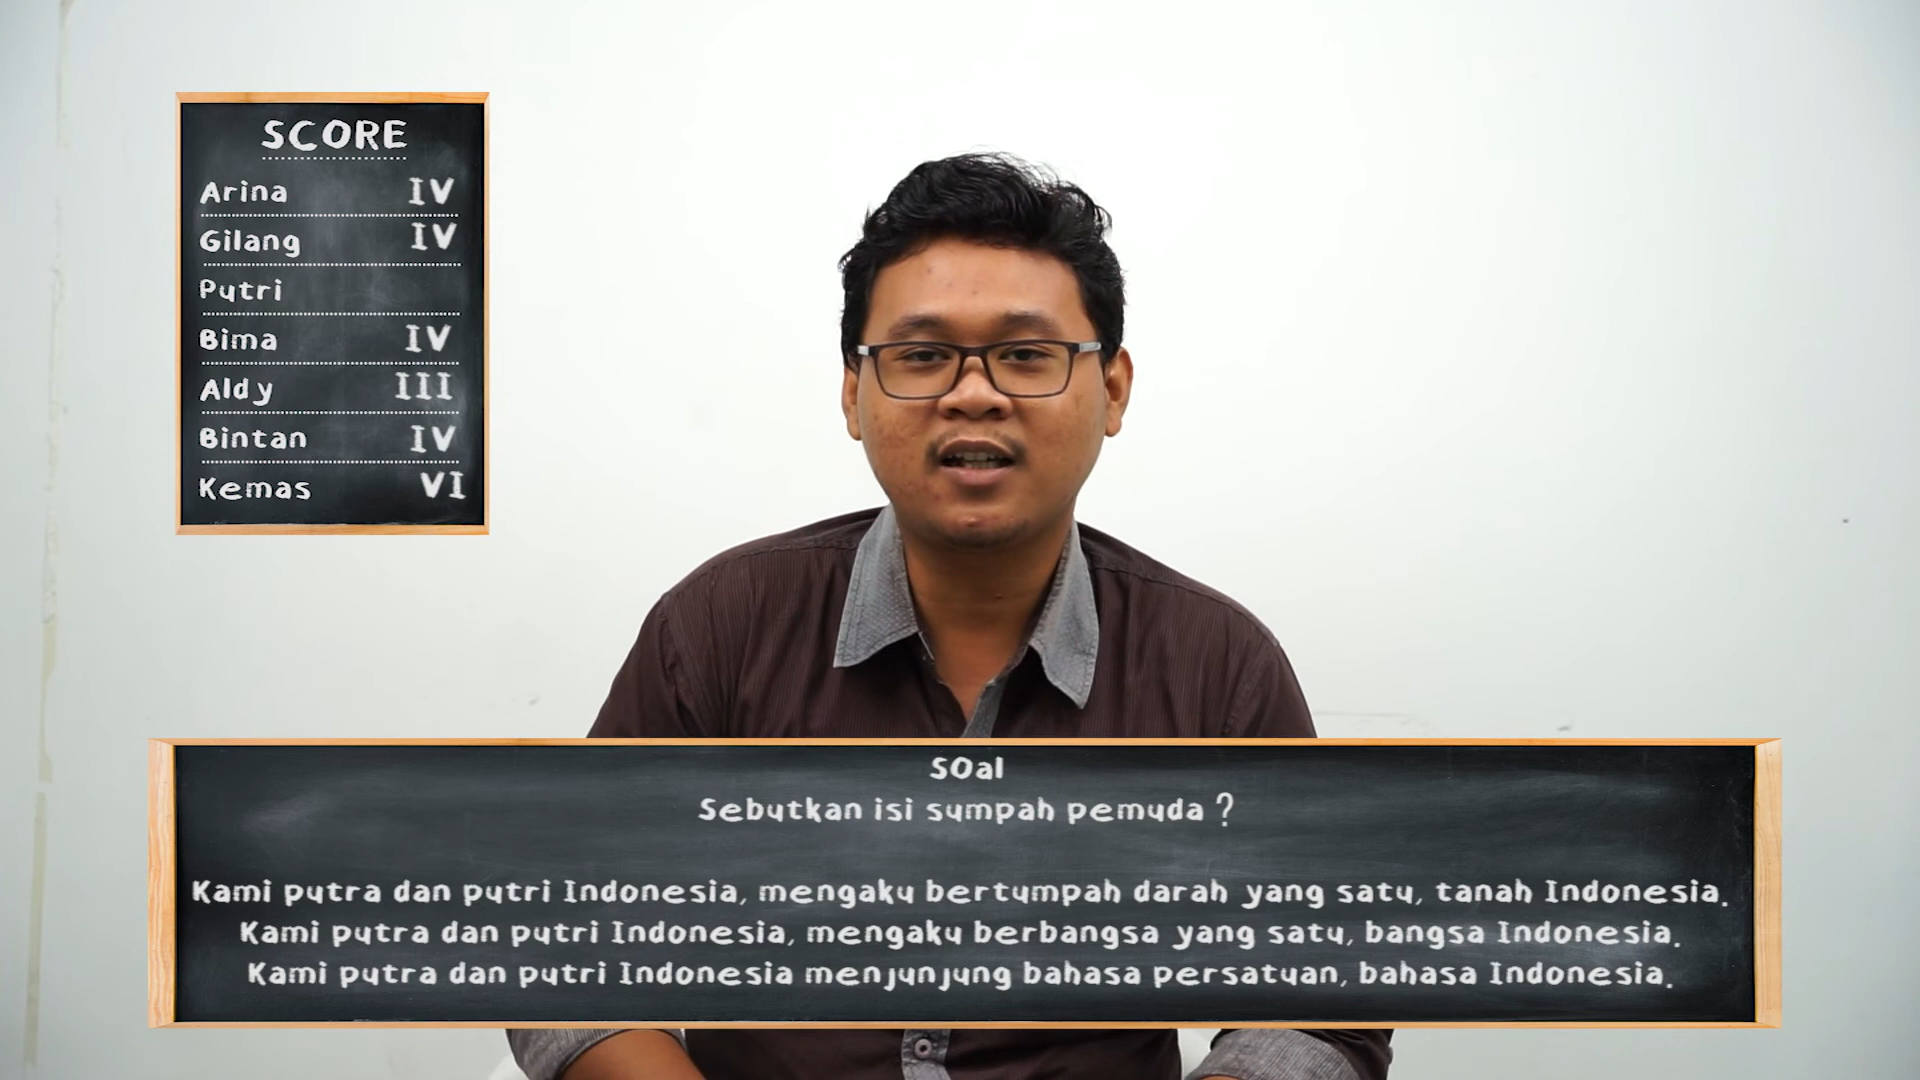 SCORE
Arina IV
Gilang IV
Putri
Bima IV
Aldy III
Bintan IV
Kemas VI
SOal
Sebutkan isi sumpah pemuda ?
Kami putra dan putri Indonesia, mengaku bertumpah darah yang satu, tanah Indonesia.
Kami putra dan putri Indonesia, mengaku berbangsa yang satu, bangsa Indonesia.
Kami putra dan putri Indonesia menjunjung bahasa persatuan, bahasa Indonesia.